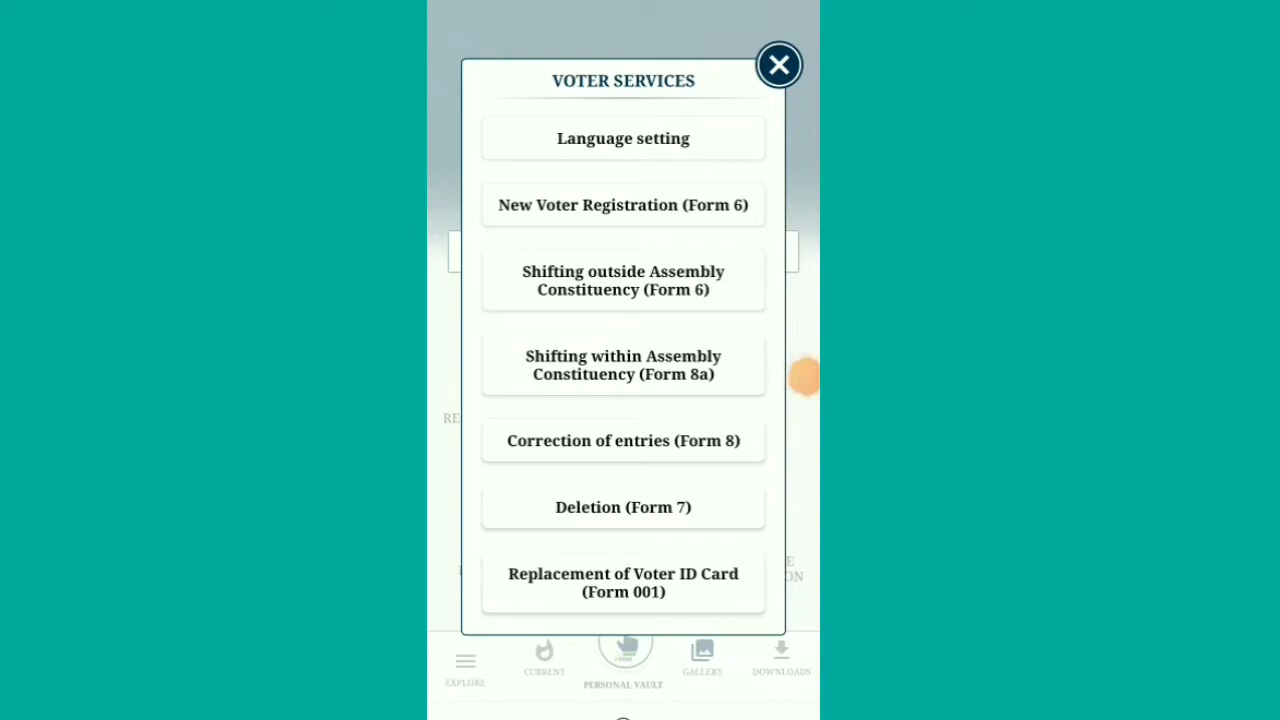 VOTER SERVICES
Language setting
New Voter Registration (Form 6)
Shifting outside Assembly
Constituency (Form 6)
Shifting within Assembly
Constituency (Form 8a)
RE
Correction of entries (Form 8)
Deletion (Form 7)
E
ON
Replacement of Voter ID Card
(Form 001)
EXPLORE
CURRENT
PERSONAL VAULT
GALLERY
DOWNLOADS